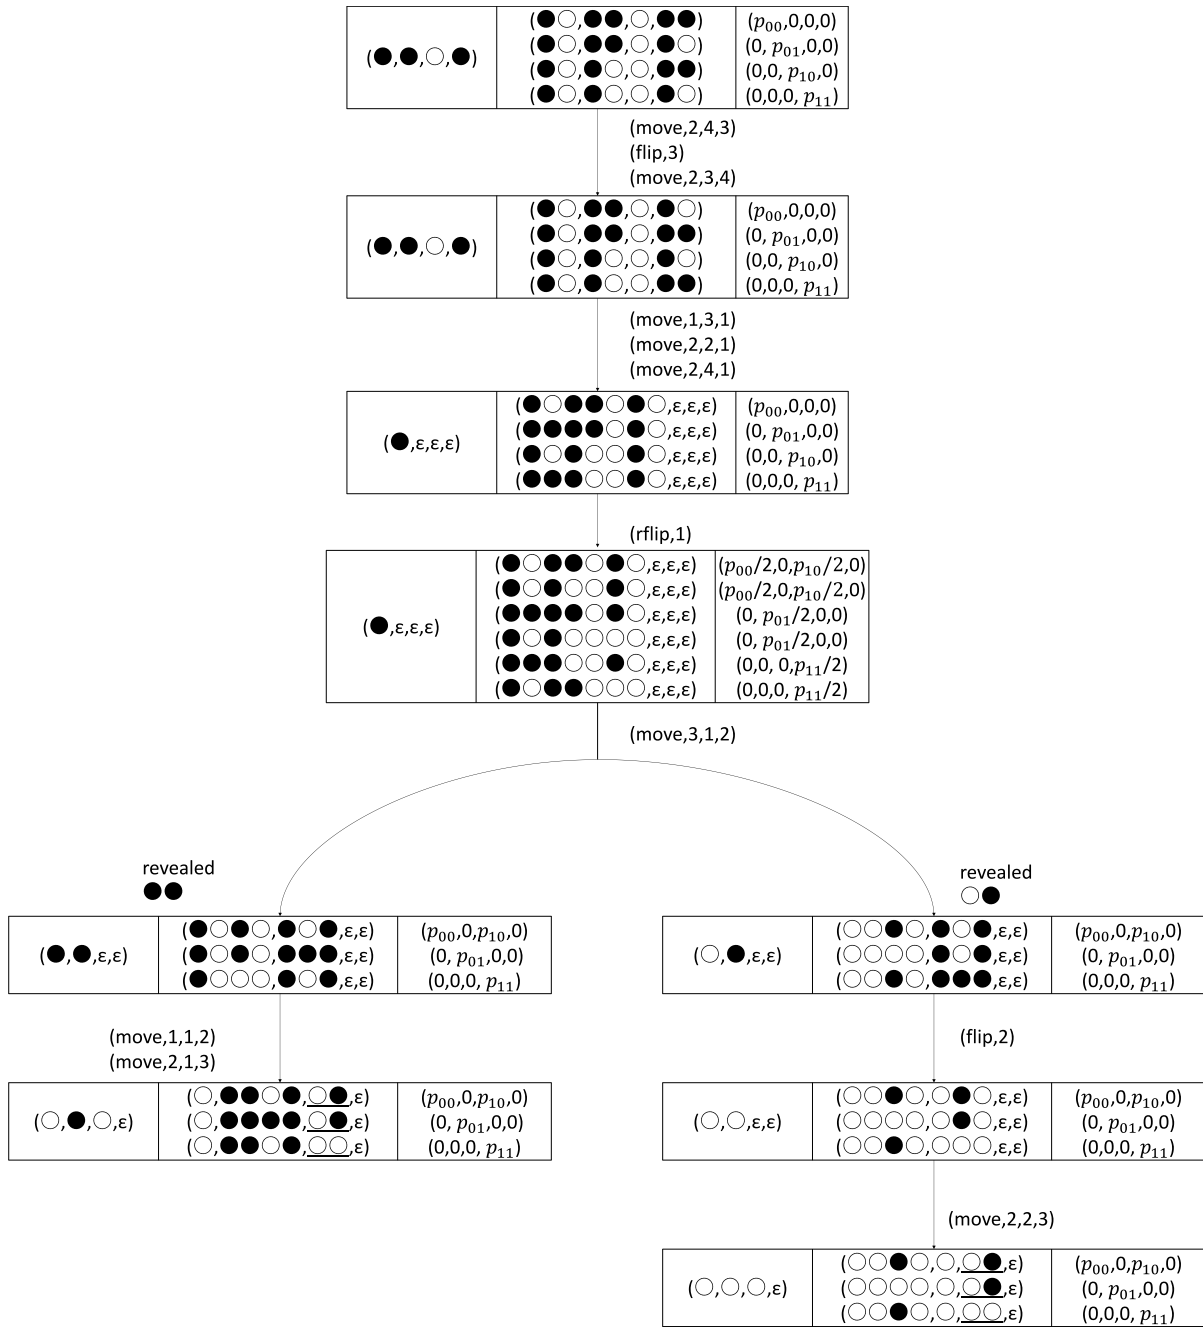 (●,●,○,●)
(●○,●●,○,●●)
(●○,●●,○,●○)
(●○,●○,○,●●)
(●○,●○,○,●○)
(p₀₀,0,0,0)
(0, p₀₁,0,0)
(0,0, p₁₀,0)
(0,0,0, p₁₁)
(move,2,4,3)
(flip,3)
(move,2,3,4)
(●,●,○,●)
(●○,●●,○,●○)
(●○,●●,○,●●)
(●○,●○,○,●○)
(●○,●○,○,●●)
(p₀₀,0,0,0)
(0, p₀₁,0,0)
(0,0, p₁₀,0)
(0,0,0, p₁₁)
(move,1,3,1)
(move,2,2,1)
(move,2,4,1)
(●,ε,ε,ε)
(●○●●○●○,ε,ε,ε)
(●●●●○●○,ε,ε,ε)
(●○●○○●○,ε,ε,ε)
(●●●○○●○,ε,ε,ε)
(p₀₀,0,0,0)
(0, p₀₁,0,0)
(0,0, p₁₀,0)
(0,0,0, p₁₁)
(rflip,1)
(●,ε,ε,ε)
(●○●●○●○,ε,ε,ε)
(●○●○○●○,ε,ε,ε)
(●●●●○●○,ε,ε,ε)
(●○●○○○○,ε,ε,ε)
(●●●○○●○,ε,ε,ε)
(●○●●○○○,ε,ε,ε)
(p₀₀/2,0,p₁₀/2,0)
(p₀₀/2,0,p₁₀/2,0)
(0, p₀₁/2,0,0)
(0, p₀₁/2,0,0)
(0,0, 0,p₁₁/2)
(0,0,0, p₁₁/2)
(move,3,1,2)
revealed
●●
(●,●,ε,ε)
(●○●○,●○●,ε,ε)
(●○●○,●●●,ε,ε)
(●○○○,●○●,ε,ε)
(p₀₀,0,p₁₀,0)
(0, p₀₁,0,0)
(0,0,0, p₁₁)
(move,1,1,2)
(move,2,1,3)
(○,●,○,ε)
(○,●●○●,○●,ε)
(○,●●●●,○●,ε)
(○,●●○●,○○,ε)
(p₀₀,0,p₁₀,0)
(0, p₀₁,0,0)
(0,0,0, p₁₁)
revealed
○●
(○,●,ε,ε)
(○○●○,●○●,ε,ε)
(○○○○,●○●,ε,ε)
(○○●○,●●●,ε,ε)
(p₀₀,0,p₁₀,0)
(0, p₀₁,0,0)
(0,0,0, p₁₁)
(flip,2)
(○,○,ε,ε)
(○○●○,○●○,ε,ε)
(○○○○,○●○,ε,ε)
(○○●○,○○○,ε,ε)
(p₀₀,0,p₁₀,0)
(0, p₀₁,0,0)
(0,0,0, p₁₁)
(move,2,2,3)
(○,○,○,ε)
(○○●○,○,○●,ε)
(○○○○,○,○●,ε)
(○○●○,○,○○,ε)
(p₀₀,0,p₁₀,0)
(0, p₀₁,0,0)
(0,0,0, p₁₁)